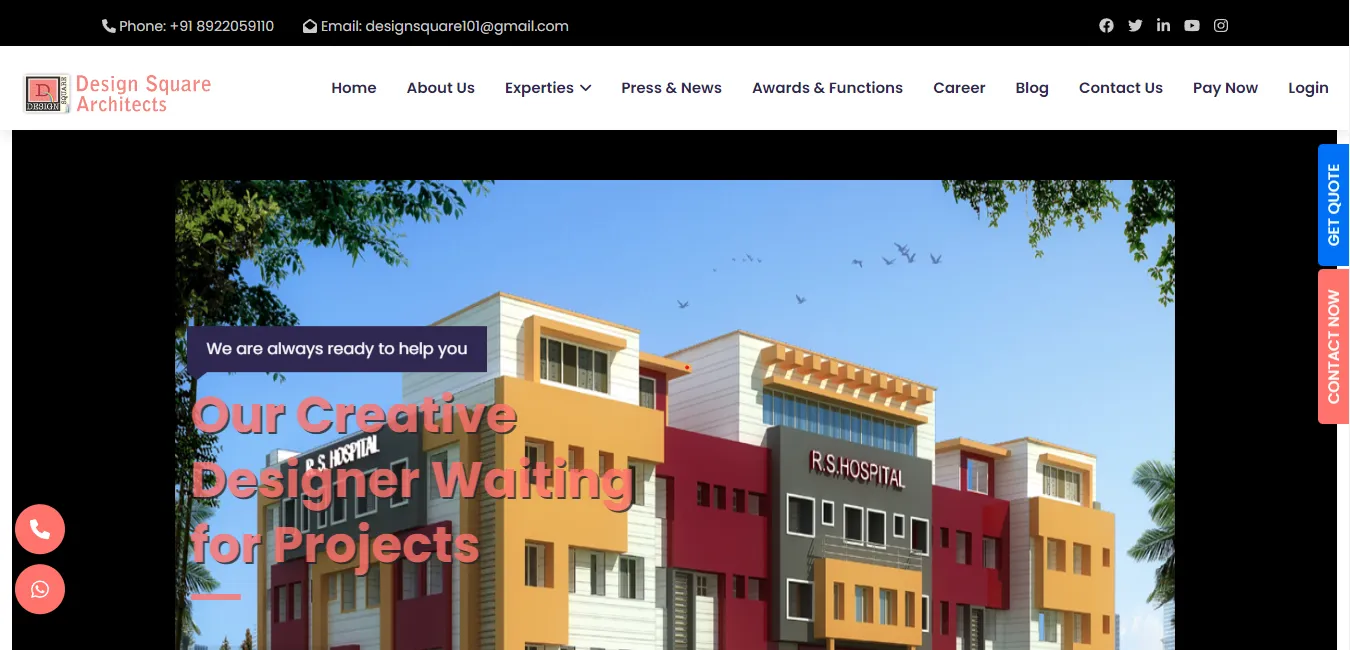 Phone: +91 8922059110 Email: designsquare101@gmail.com
D
DESIGN
SQUARE
Design Square
Architects
Home About Us Experties Press & News Awards & Functions Career Blog Contact Us Pay Now Login
GET QUOTE
CONTACT NOW
We are always ready to help you
Our Creative
Designer Waiting
for Projects
R.S.HOSPITAL
R.S.HOSPITAL